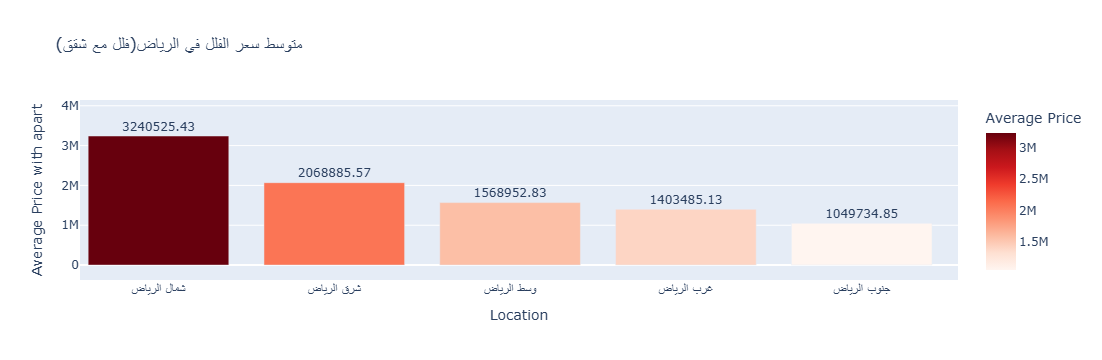 متوسط سعر الفلل في الرياض(فلل مع شقق)
Average Price with apart
4M
3M
2M
1M
0
3240525.43
2068885.57
1568952.83
1403485.13
1049734.85
شمال الرياض
شرق الرياض
وسط الرياض
غرب الرياض
جنوب الرياض
Location
Average Price
3M
2.5M
2M
1.5M